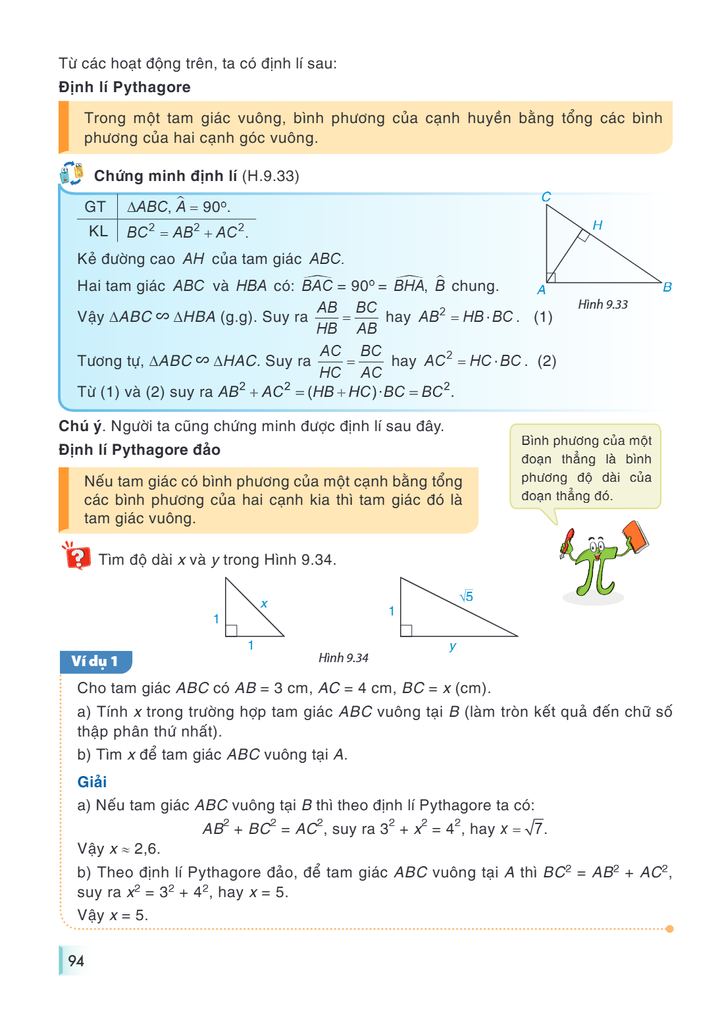 Từ các hoạt động trên, ta có định lí sau:
Định lí Pythagore
Trong một tam giác vuông, bình phương của cạnh huyền bằng tổng các bình
phương của hai cạnh góc vuông.
Chứng minh định lí (H.9.33)
GT ∆ABC, Â = 90º.
KL BC² = AB² + AC².
Kẻ đường cao AH của tam giác ABC.
Hai tam giác ABC và HBA có: \widehat{BAC} = 90º = \widehat{BHA}, \hat{B} chung.
Vậy ∆ABC ∽ ∆HBA (g.g). Suy ra AB/HB = BC/AB hay AB² = HB · BC. (1)
Tương tự, ∆ABC ∽ ∆HAC. Suy ra AC/HC = BC/AC hay AC² = HC · BC. (2)
Từ (1) và (2) suy ra AB² + AC² = (HB + HC) · BC = BC².
C
H
A
B
Hình 9.33
Chú ý. Người ta cũng chứng minh được định lí sau đây.
Định lí Pythagore đảo
Nếu tam giác có bình phương của một cạnh bằng tổng
các bình phương của hai cạnh kia thì tam giác đó là
tam giác vuông.
Bình phương của một
đoạn thẳng là bình
phương độ dài của
đoạn thẳng đó.
?
Tìm độ dài x và y trong Hình 9.34.
1
x
1
1
√5
y
Hình 9.34
Ví dụ 1
Cho tam giác ABC có AB = 3 cm, AC = 4 cm, BC = x (cm).
a) Tính x trong trường hợp tam giác ABC vuông tại B (làm tròn kết quả đến chữ số
thập phân thứ nhất).
b) Tìm x để tam giác ABC vuông tại A.
Giải
a) Nếu tam giác ABC vuông tại B thì theo định lí Pythagore ta có:
AB² + BC² = AC², suy ra 3² + x² = 4², hay x = √7.
Vậy x ≈ 2,6.
b) Theo định lí Pythagore đảo, để tam giác ABC vuông tại A thì BC² = AB² + AC²,
suy ra x² = 3² + 4², hay x = 5.
Vậy x = 5.
94